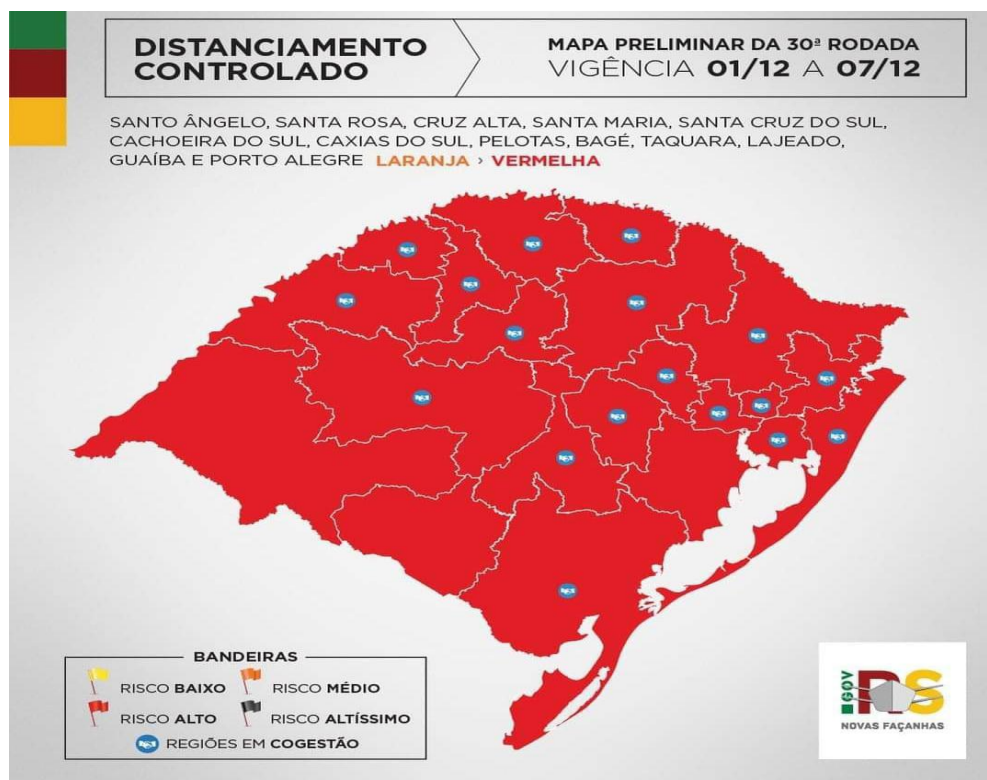 DISTANCIAMENTO
CONTROLADO
MAPA PRELIMINAR DA 30ª RODADA
VIGÊNCIA 01/12 A 07/12
SANTO ÂNGELO, SANTA ROSA, CRUZ ALTA, SANTA MARIA, SANTA CRUZ DO SUL,
CACHOEIRA DO SUL, CAXIAS DO SUL, PELOTAS, BAGÉ, TAQUARA, LAJEADO,
GUAÍBA E PORTO ALEGRE LARANJA › VERMELHA
BANDEIRAS
RISCO BAIXO RISCO MÉDIO
RISCO ALTO RISCO ALTÍSSIMO
REGIÕES EM COGESTÃO
.GOV
RS
NOVAS FAÇANHAS